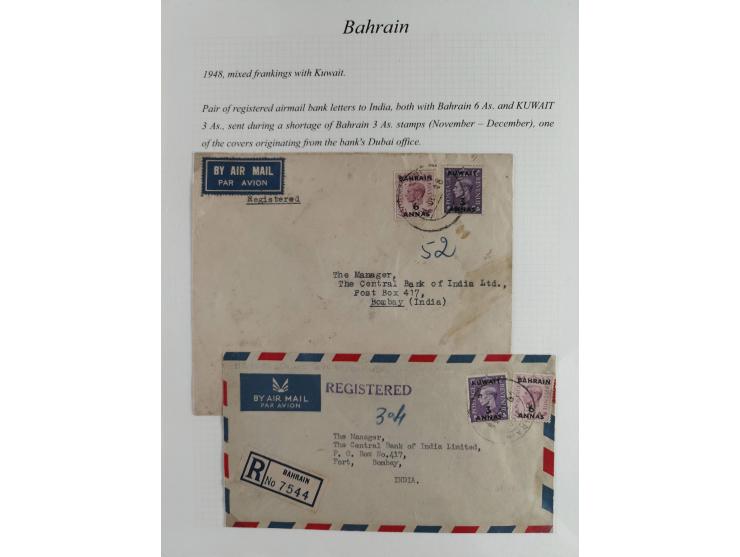 Bahrain
1948, mixed frankings with Kuwait.
Pair of registered airmail bank letters to India, both with Bahrain 6 As. and KUWAIT
3 As., sent during a shortage of Bahrain 3 As. stamps (November – December), one
of the covers originating from the bank's Dubai office.
BY AIR MAIL
PAR AVION
Registered
BAHRAIN
6
ANNAS
KUWAIT
3
ANNAS
52
The Manager,
The Central Bank of India Ltd.,
Post Box 417,
Bombay (India)
BY AIR MAIL
PAR AVION
REGISTERED
KUWAIT
3
ANNAS
BAHRAIN
6
ANNAS
304
The Manager,
The Central Bank of India Limited,
P. O. Box No.417,
Fort, Bombay,
INDIA.
R
BAHRAIN
No 7544